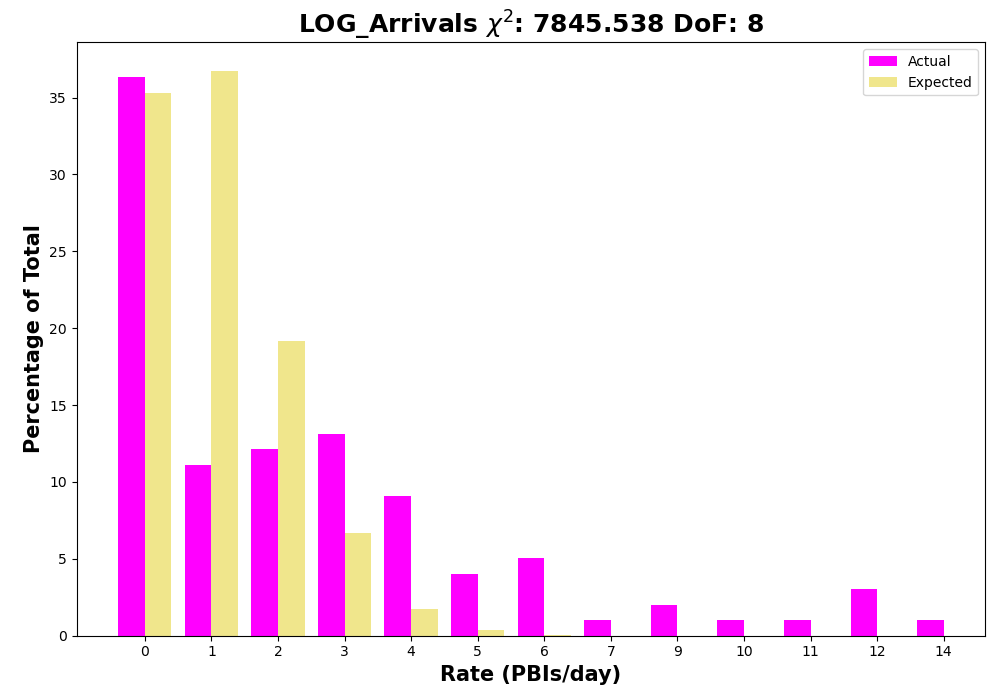 LOG_Arrivals χ²: 7845.538 DoF: 8
Actual
Expected
35
30
25
20
15
10
5
0
Percentage of Total
0 1 2 3 4 5 6 7 9 10 11 12 14
Rate (PBIs/day)